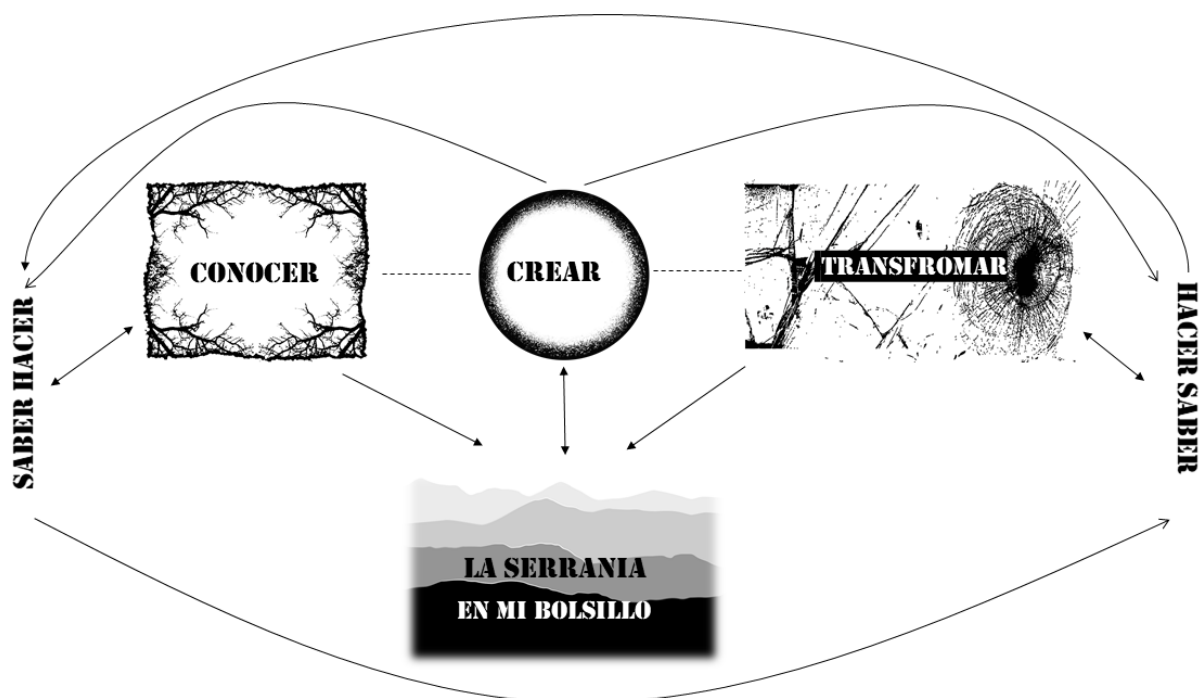 CONOCER
CREAR
TRANSFROMAR
SABER HACER
HACER SABER
LA SERRANIA
EN MI BOLSILLO